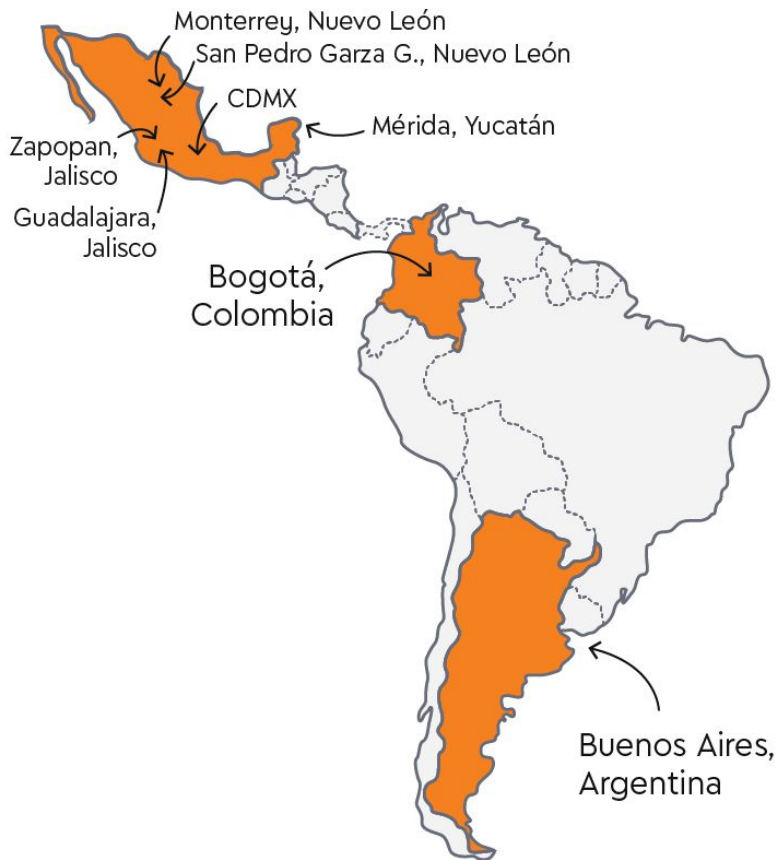 Monterrey, Nuevo León
San Pedro Garza G., Nuevo León
CDMX
Mérida, Yucatán
Zapopan,
Jalisco
Guadalajara,
Jalisco
Bogotá,
Colombia
Buenos Aires,
Argentina